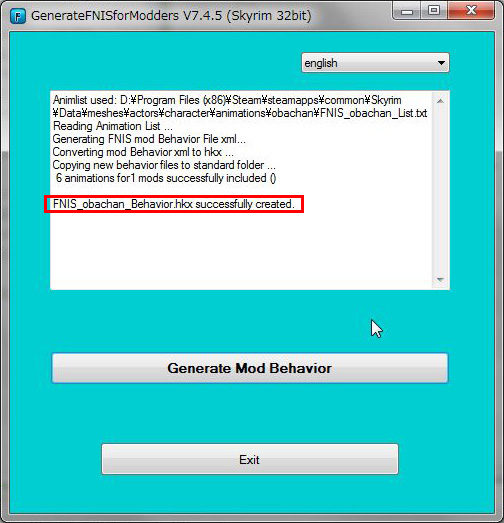 GenerateFNISforModders V7.4.5 (Skyrim 32bit)
english
Animlist used: D:¥Program Files (x86)¥Steam¥steamapps¥common¥Skyrim
¥Data¥meshes¥actors¥character¥animations¥obachan¥FNIS_obachan_List.txt
Reading Animation List ...
Generating FNIS mod Behavior File xml...
Converting mod Behavior xml to hkx ...
Copying new behavior files to standard folder ...
6 animations for1 mods successfully included ()
FNIS_obachan_Behavior.hkx successfully created.
Generate Mod Behavior
Exit